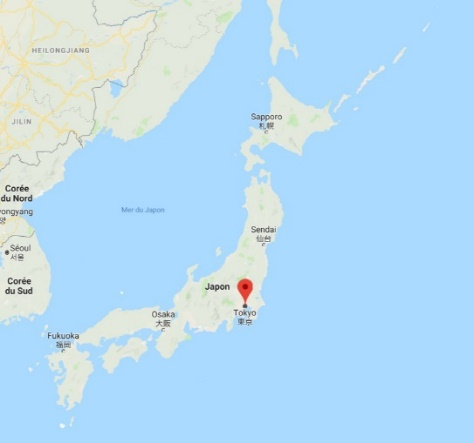 HEILONGJIANG
JILIN
Sapporo
札幌
Corée
du Nord
Mer du Japon
Sendai
仙台
Séoul
서울
Corée
du Sud
Japon
Tokyo
東京
Osaka
大阪
Fukuoka
福岡